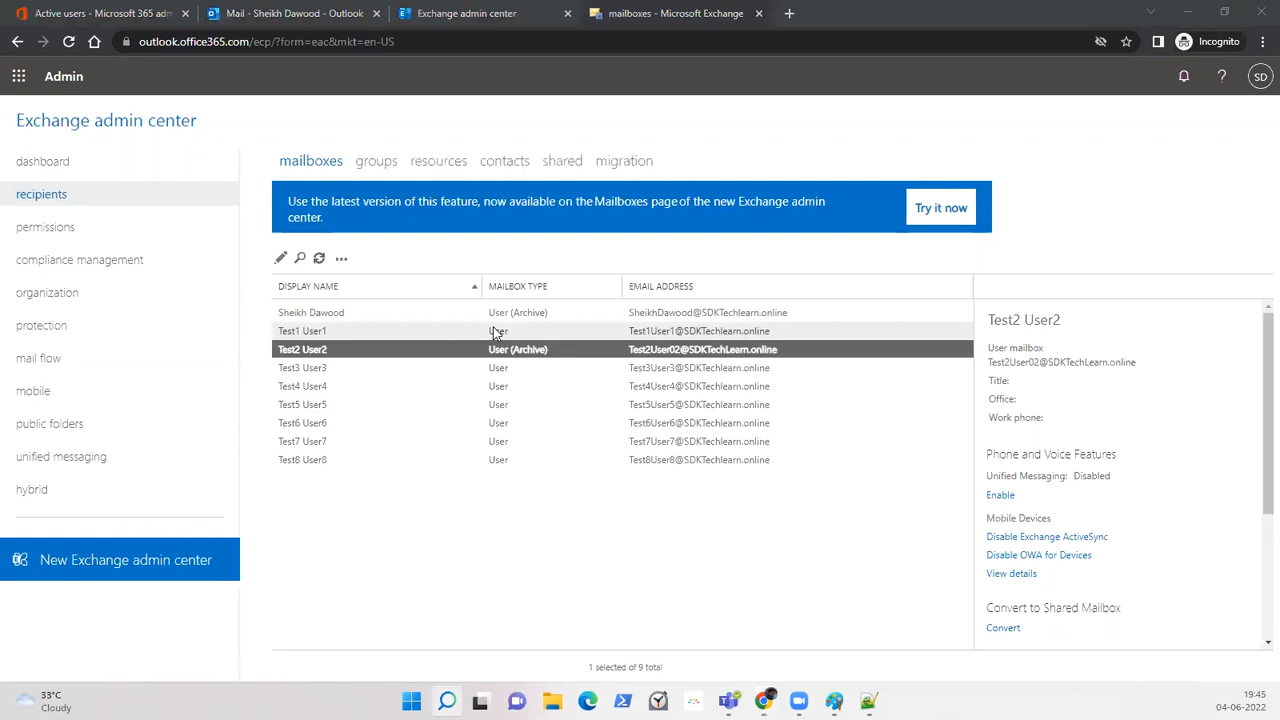 Active users - Microsoft 365 adm
Mail - Sheikh Dawood - Outlook
Exchange admin center
mailboxes - Microsoft Exchange
outlook.office365.com/ecp/?form=eac&mkt=en-US
Incognito
Admin
SD
Exchange admin center
dashboard
recipients
permissions
compliance management
organization
protection
mail flow
mobile
public folders
unified messaging
hybrid
New Exchange admin center
mailboxes groups resources contacts shared migration
Use the latest version of this feature, now available on the Mailboxes page of the new Exchange admin
center.
Try it now
DISPLAY NAME MAILBOX TYPE EMAIL ADDRESS
Sheikh Dawood User (Archive) SheikhDawood@SDKTechlearn.online
Test1 User1 User Test1User1@SDKTechlearn.online
Test2 User2 User (Archive) Test2User02@SDKTechLearn.online
Test3 User3 User Test3User3@SDKTechlearn.online
Test4 User4 User Test4User4@SDKTechlearn.online
Test5 User5 User Test5User5@SDKTechlearn.online
Test6 User6 User Test6User6@SDKTechlearn.online
Test7 User7 User Test7User7@SDKTechlearn.online
Test8 User8 User Test8User8@SDKTechlearn.online
1 selected of 9 total
Test2 User2
User mailbox
Test2User02@SDKTechLearn.online
Title:
Office:
Work phone:
Phone and Voice Features
Unified Messaging: Disabled
Enable
Mobile Devices
Disable Exchange ActiveSync
Disable OWA for Devices
View details
Convert to Shared Mailbox
Convert
33°C
Cloudy
19:45
04-06-2022